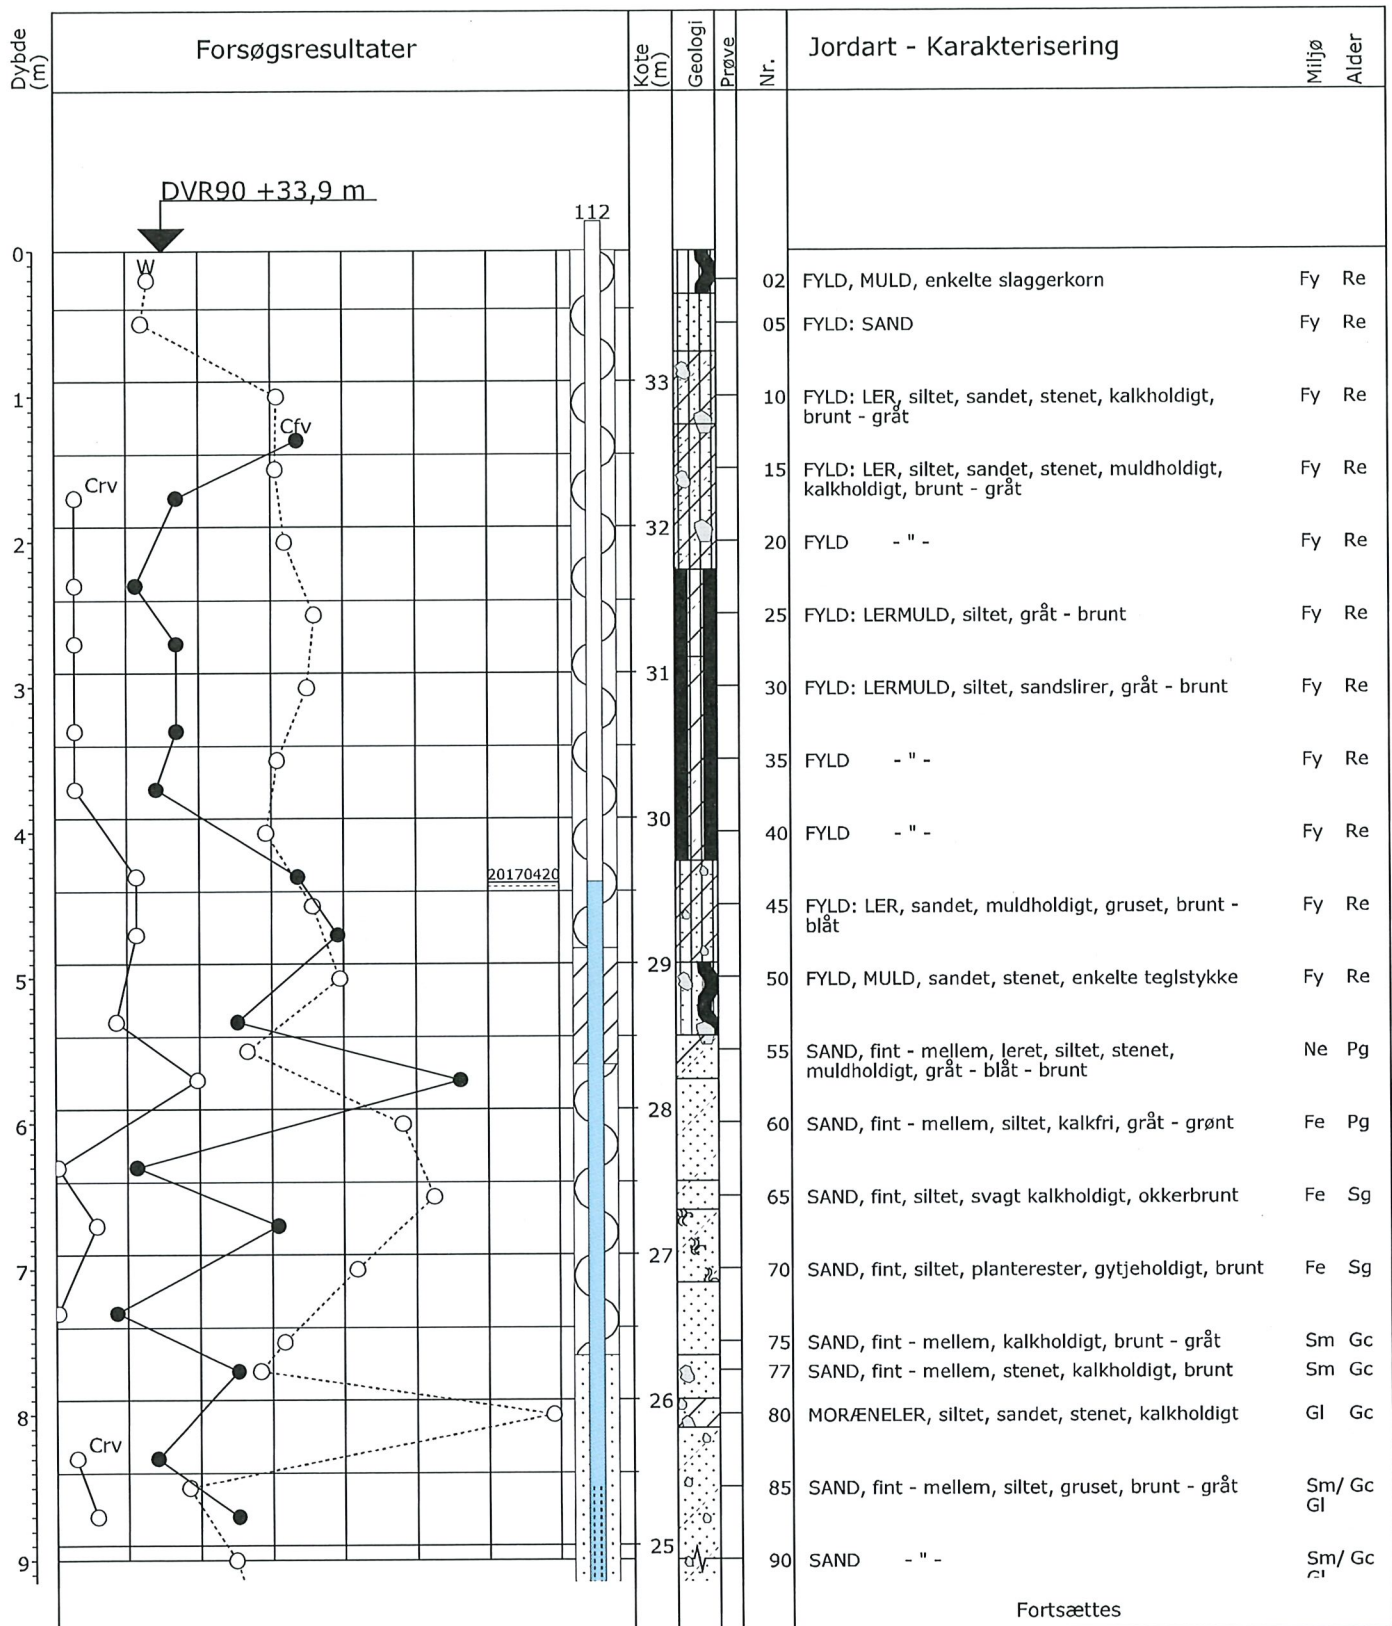 Dybde (m)
Forsøgsresultater
Kote (m)
Geologi
Prøve
Nr.
Jordart - Karakterisering
Miljø
Alder
DVR90 +33,9 m
112
0
W
02 FYLD, MULD, enkelte slaggerkorn Fy Re
05 FYLD: SAND Fy Re
33
1
10 FYLD: LER, siltet, sandet, stenet, kalkholdigt, Fy Re
brunt - gråt
Cfv
15 FYLD: LER, siltet, sandet, stenet, muldholdigt, Fy Re
kalkholdigt, brunt - gråt
Crv
32
2
20 FYLD - " - Fy Re
25 FYLD: LERMULD, siltet, gråt - brunt Fy Re
31
3
30 FYLD: LERMULD, siltet, sandslirer, gråt - brunt Fy Re
35 FYLD - " - Fy Re
30
4
40 FYLD - " - Fy Re
20170420
45 FYLD: LER, sandet, muldholdigt, gruset, brunt - Fy Re
blåt
29
5
50 FYLD, MULD, sandet, stenet, enkelte teglstykke Fy Re
55 SAND, fint - mellem, leret, siltet, stenet, Ne Pg
muldholdigt, gråt - blåt - brunt
28
6
60 SAND, fint - mellem, siltet, kalkfri, gråt - grønt Fe Pg
65 SAND, fint, siltet, svagt kalkholdigt, okkerbrunt Fe Sg
27
7
70 SAND, fint, siltet, planterester, gytjeholdigt, brunt Fe Sg
75 SAND, fint - mellem, kalkholdigt, brunt - gråt Sm Gc
77 SAND, fint - mellem, stenet, kalkholdigt, brunt Sm Gc
26
8
80 MORÆNELER, siltet, sandet, stenet, kalkholdigt Gl Gc
Crv
85 SAND, fint - mellem, siltet, gruset, brunt - gråt Sm/ Gc
Gl
25
9
90 SAND - " - Sm/ Gc
Fortsættes